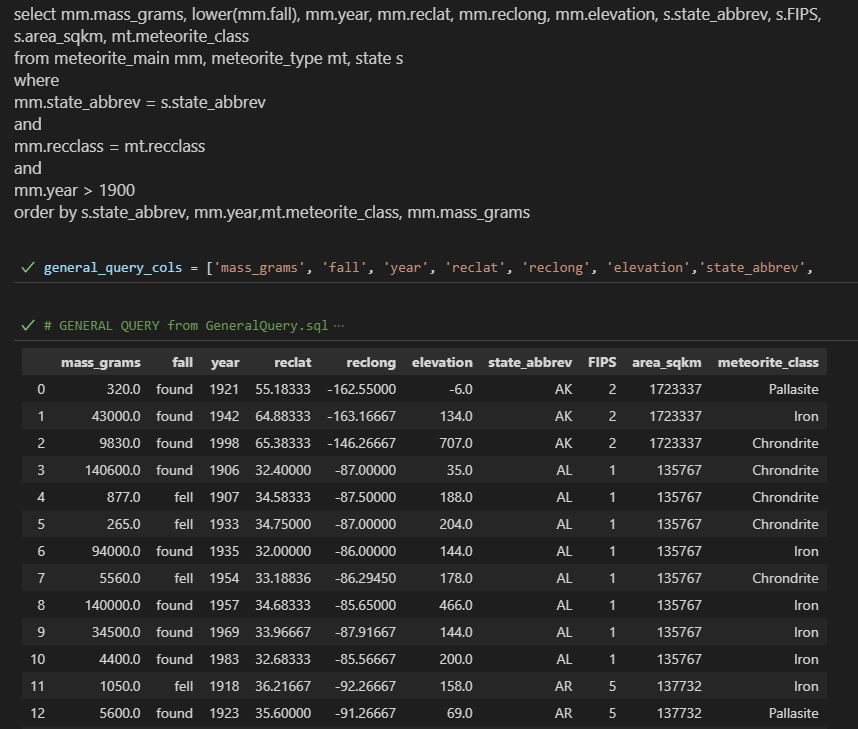 select mm.mass_grams, lower(mm.fall), mm.year, mm.reclat, mm.reclong, mm.elevation, s.state_abbrev, s.FIPS,
s.area_sqkm, mt.meteorite_class
from meteorite_main mm, meteorite_type mt, state s
where
mm.state_abbrev = s.state_abbrev
and
mm.recclass = mt.recclass
and
mm.year > 1900
order by s.state_abbrev, mm.year,mt.meteorite_class, mm.mass_grams
general_query_cols = ['mass_grams', 'fall', 'year', 'reclat', 'reclong', 'elevation','state_abbrev',
# GENERAL QUERY from GeneralQuery.sql ···
mass_grams fall year reclat reclong elevation state_abbrev FIPS area_sqkm meteorite_class
0 320.0 found 1921 55.18333 -162.55000 -6.0 AK 2 1723337 Pallasite
1 43000.0 found 1942 64.88333 -163.16667 134.0 AK 2 1723337 Iron
2 9830.0 found 1998 65.38333 -146.26667 707.0 AK 2 1723337 Chrondrite
3 140600.0 found 1906 32.40000 -87.00000 35.0 AL 1 135767 Chrondrite
4 877.0 fell 1907 34.58333 -87.50000 188.0 AL 1 135767 Chrondrite
5 265.0 fell 1933 34.75000 -87.00000 204.0 AL 1 135767 Chrondrite
6 94000.0 found 1935 32.00000 -86.00000 144.0 AL 1 135767 Iron
7 5560.0 fell 1954 33.18836 -86.29450 178.0 AL 1 135767 Chrondrite
8 140000.0 found 1957 34.68333 -85.65000 466.0 AL 1 135767 Iron
9 34500.0 found 1969 33.96667 -87.91667 144.0 AL 1 135767 Iron
10 4400.0 found 1983 32.68333 -85.56667 200.0 AL 1 135767 Iron
11 1050.0 fell 1918 36.21667 -92.26667 158.0 AR 5 137732 Iron
12 5600.0 found 1923 35.60000 -91.26667 69.0 AR 5 137732 Pallasite